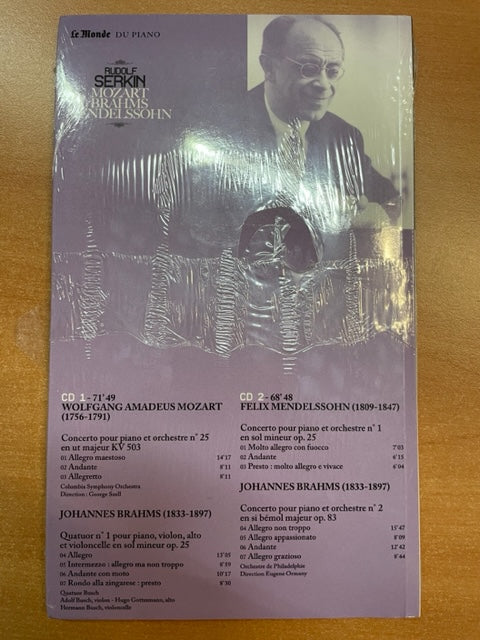 Le Monde DU PIANO
RUDOLF
SERKIN
MOZART
BRAHMS
MENDELSSOHN
CD 1 - 71'49
WOLFGANG AMADEUS MOZART
(1756-1791)
Concerto pour piano et orchestre n° 25
en ut majeur KV 503
01 Allegro maestoso 14'17
02 Andante 8'11
03 Allegretto 8'11
Columbia Symphony Orchestra
Direction : George Szell
JOHANNES BRAHMS (1833-1897)
Quatuor n° 1 pour piano, violon, alto
et violoncelle en sol mineur op. 25
04 Allegro 13'05
05 Intermezzo : allegro ma non troppo 8'19
06 Andante con moto 10'17
07 Rondo alla zingarese : presto 8'30
Quatuor Busch
Adolf Busch, violon - Hugo Gottesmann, alto
Hermann Busch, violoncelle
CD 2 - 68'48
FELIX MENDELSSOHN (1809-1847)
Concerto pour piano et orchestre n° 1
en sol mineur op. 25
01 Molto allegro con fuoco 7'03
02 Andante 6'15
03 Presto : molto allegro e vivace 6'04
JOHANNES BRAHMS (1833-1897)
Concerto pour piano et orchestre n° 2
en si bémol majeur op. 83
04 Allegro non troppo 15'47
05 Allegro appassionato 8'09
06 Andante 12'42
07 Allegro grazioso 8'44
Orchestre de Philadelphie
Direction Eugene Ormany